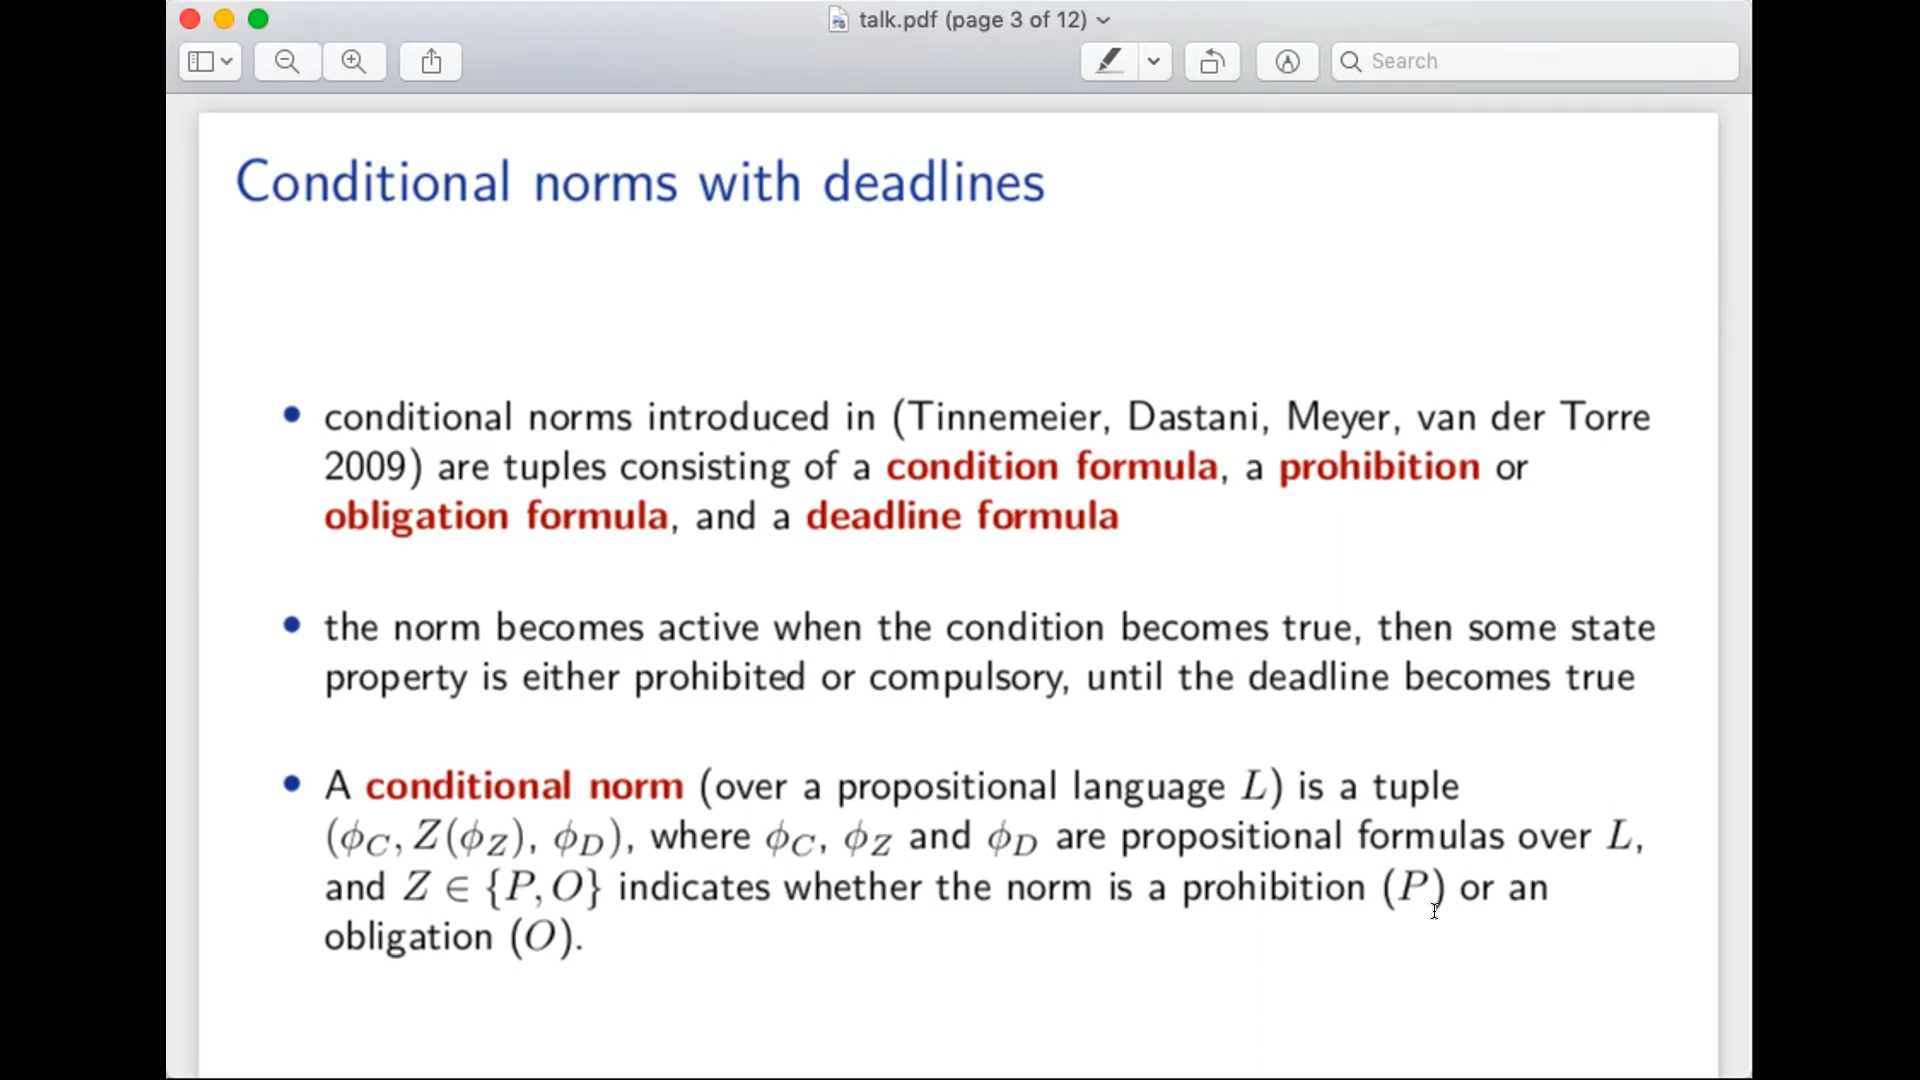 talk.pdf (page 3 of 12)
Search
Conditional norms with deadlines
• conditional norms introduced in (Tinnemeier, Dastani, Meyer, van der Torre
2009) are tuples consisting of a condition formula, a prohibition or
obligation formula, and a deadline formula
• the norm becomes active when the condition becomes true, then some state
property is either prohibited or compulsory, until the deadline becomes true
• A conditional norm (over a propositional language L) is a tuple
(ϕC, Z(ϕZ), ϕD), where ϕC, ϕZ and ϕD are propositional formulas over L,
and Z ∈ {P, O} indicates whether the norm is a prohibition (P) or an
obligation (O).